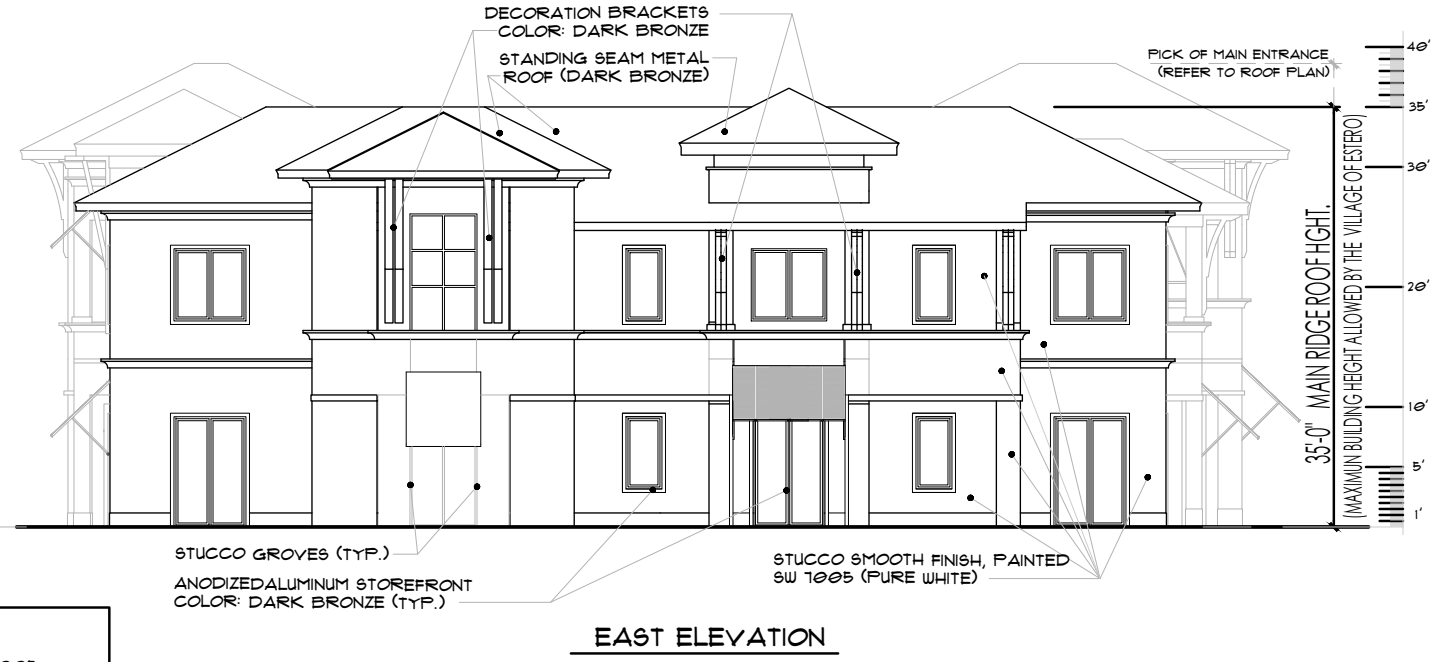 DECORATION BRACKETS
COLOR: DARK BRONZE
STANDING SEAM METAL
ROOF (DARK BRONZE)
PICK OF MAIN ENTRANCE
(REFER TO ROOF PLAN)
40'
35'
30'
20'
10'
5'
1'
35'-0" MAIN RIDGE ROOF HGHT.
(MAXIMUN BUILDING HEIGHT ALLOWED BY THE VILLAGE OF ESTERO)
STUCCO GROVES (TYP.)
ANODIZEDALUMINUM STOREFRONT
COLOR: DARK BRONZE (TYP.)
STUCCO SMOOTH FINISH, PAINTED
SW 7005 (PURE WHITE)
EAST ELEVATION